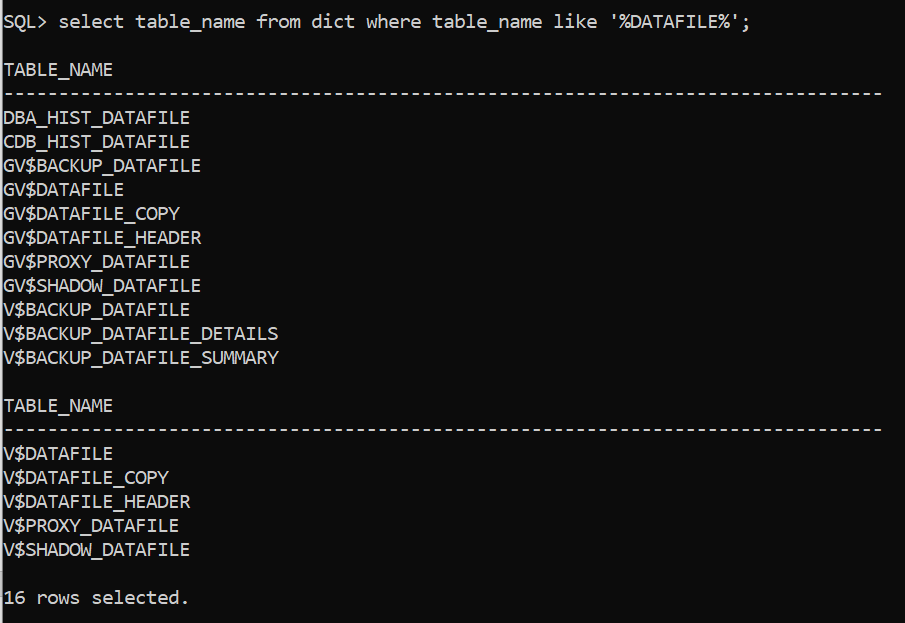 SQL> select table_name from dict where table_name like '%DATAFILE%';
TABLE_NAME
--------------------------------------------------------------------------------
DBA_HIST_DATAFILE
CDB_HIST_DATAFILE
GV$BACKUP_DATAFILE
GV$DATAFILE
GV$DATAFILE_COPY
GV$DATAFILE_HEADER
GV$PROXY_DATAFILE
GV$SHADOW_DATAFILE
V$BACKUP_DATAFILE
V$BACKUP_DATAFILE_DETAILS
V$BACKUP_DATAFILE_SUMMARY
TABLE_NAME
--------------------------------------------------------------------------------
V$DATAFILE
V$DATAFILE_COPY
V$DATAFILE_HEADER
V$PROXY_DATAFILE
V$SHADOW_DATAFILE
16 rows selected.